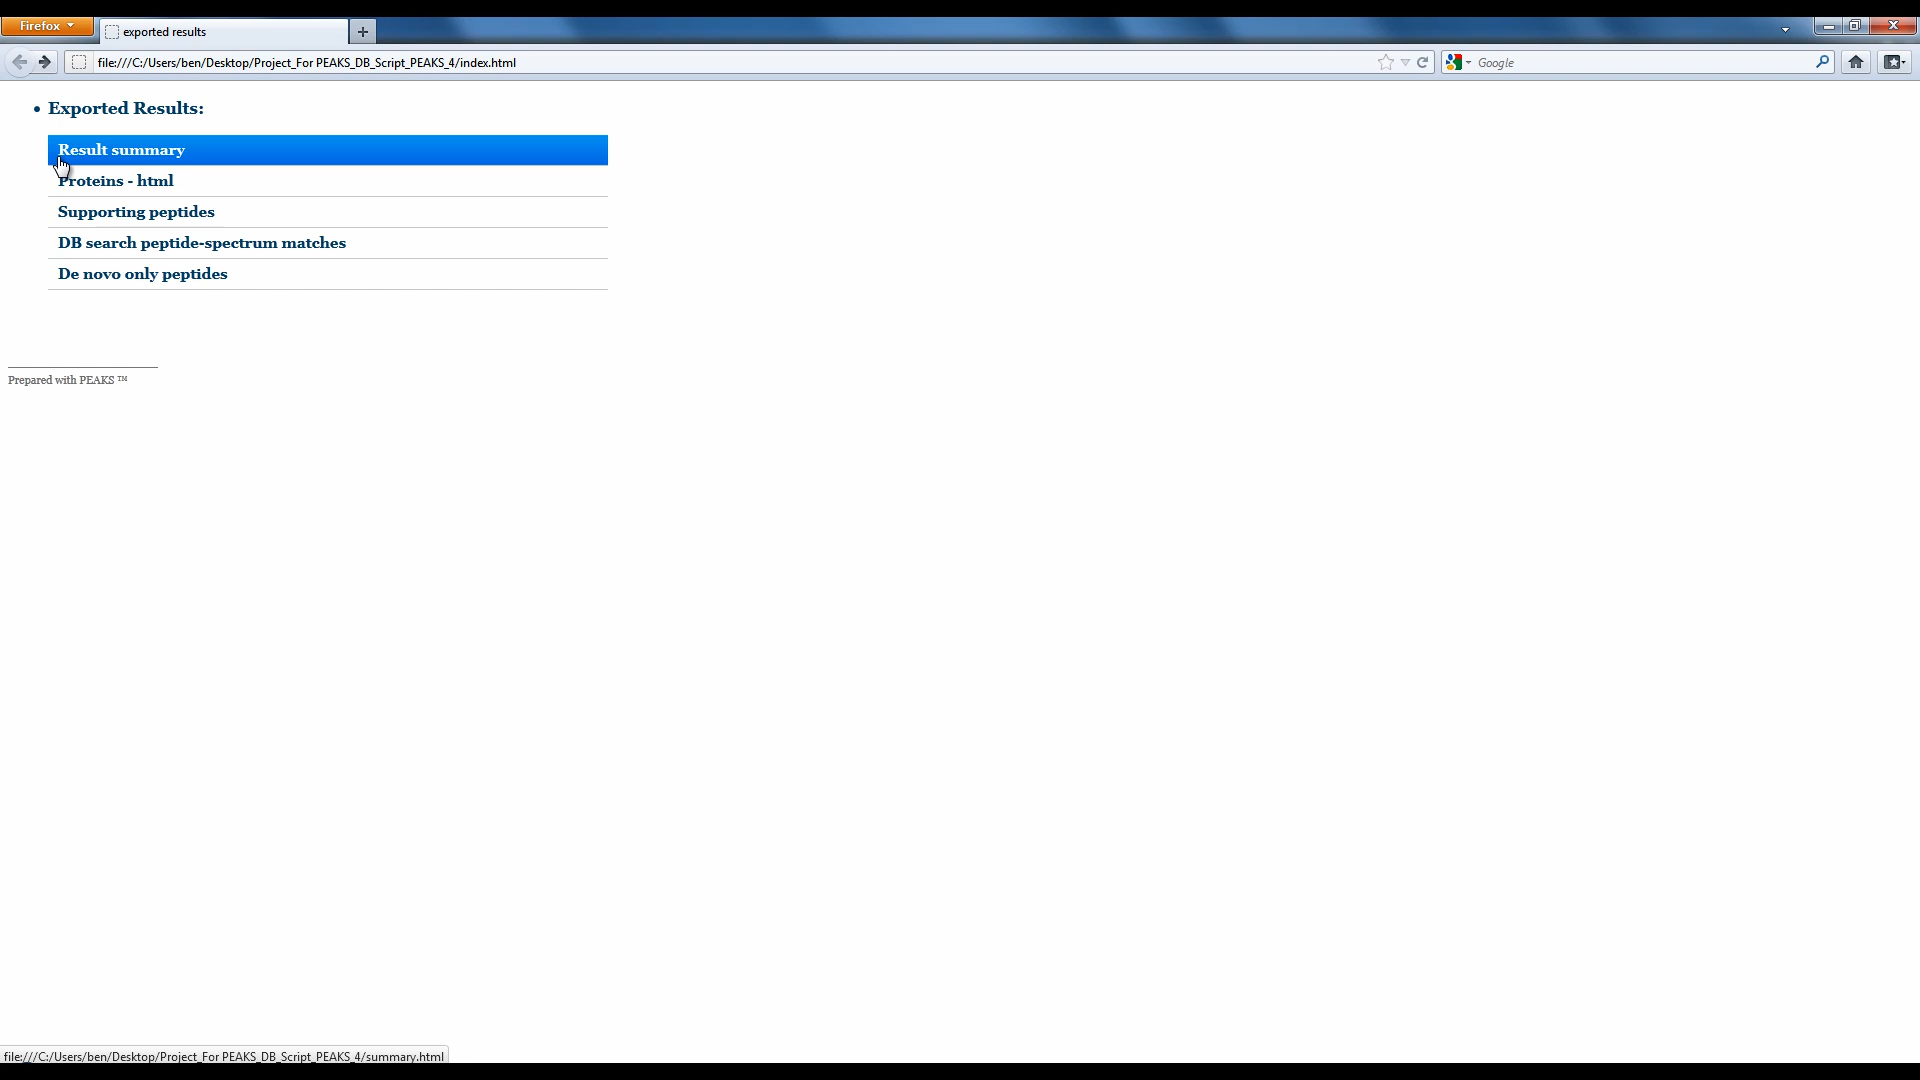 Firefox
exported results
file:///C:/Users/ben/Desktop/Project_For PEAKS_DB_Script_PEAKS_4/index.html
Google
• Exported Results:
Result summary
Proteins - html
Supporting peptides
DB search peptide-spectrum matches
De novo only peptides
Prepared with PEAKS ™
file:///C:/Users/ben/Desktop/Project_For PEAKS_DB_Script_PEAKS_4/summary.html